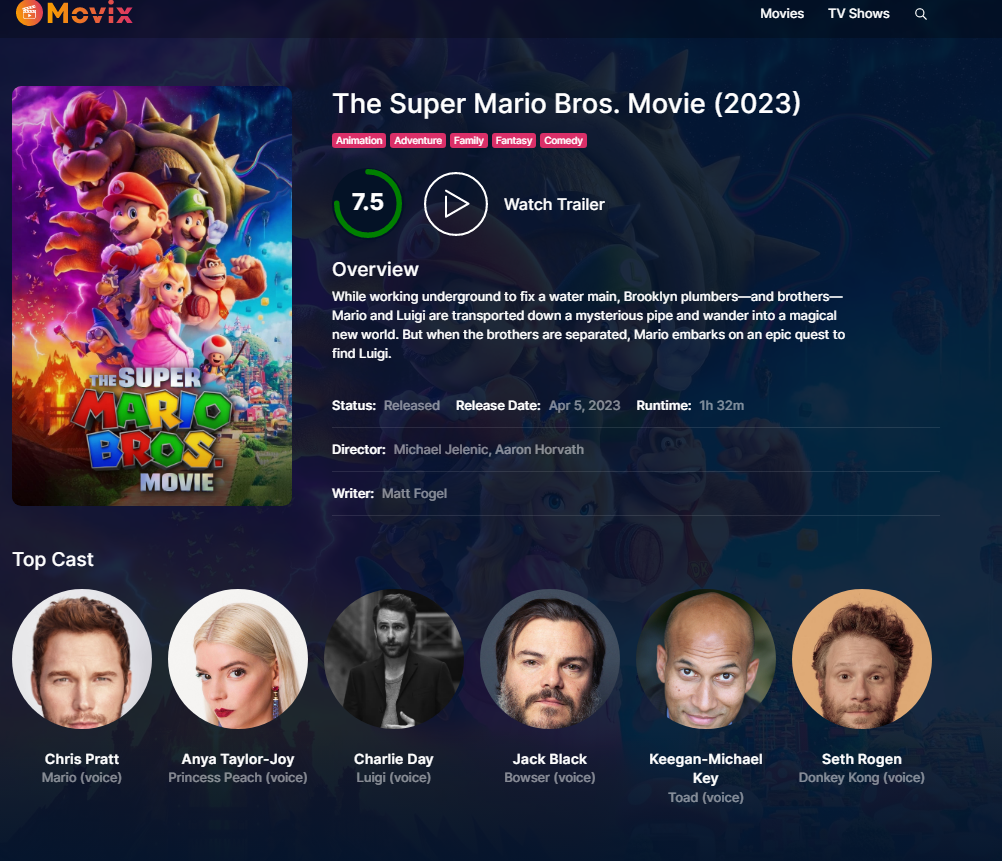 Movix
Movies TV Shows
The Super Mario Bros. Movie (2023)
Animation Adventure Family Fantasy Comedy
7.5 Watch Trailer
Overview
While working underground to fix a water main, Brooklyn plumbers—and brothers—
Mario and Luigi are transported down a mysterious pipe and wander into a magical
new world. But when the brothers are separated, Mario embarks on an epic quest to
find Luigi.
THE SUPER
MARIO
BROS.
MOVIE
Status: Released Release Date: Apr 5, 2023 Runtime: 1h 32m
Director: Michael Jelenic, Aaron Horvath
Writer: Matt Fogel
Top Cast
Chris Pratt
Mario (voice)
Anya Taylor-Joy
Princess Peach (voice)
Charlie Day
Luigi (voice)
Jack Black
Bowser (voice)
Keegan-Michael
Key
Toad (voice)
Seth Rogen
Donkey Kong (voice)